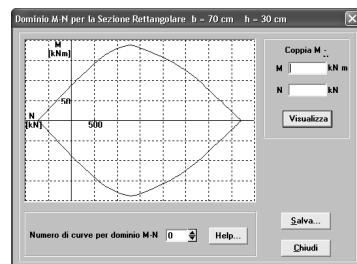 Dominio M-N per la Sezione Rettangolare b = 70 cm h = 30 cm
M
[kNm]
50
N
[kN]
500
Coppia M -
M kN m
N kN
Visualizza
Numero di curve per dominio M-N 0 Help...
Salva...
Chiudi